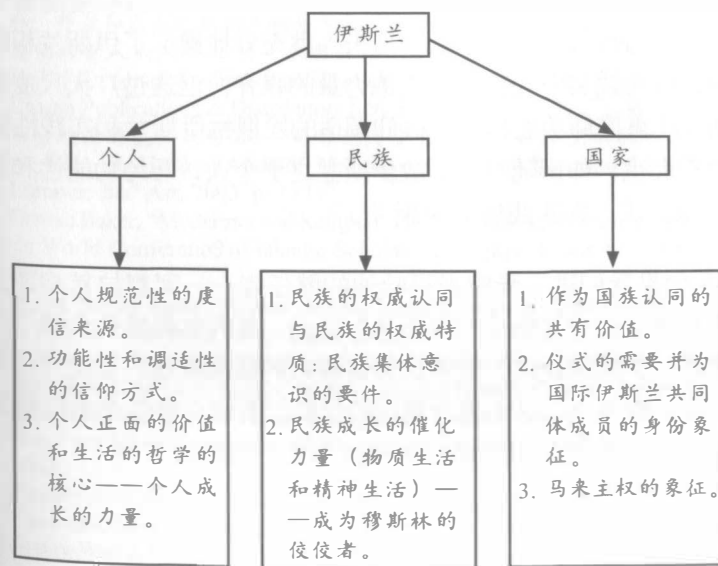 伊斯兰
个人
民族
国家
1. 个人规范性的虔
信来源。
2. 功能性和调适性
的信仰方式。
3. 个人正面的价值
和生活的哲学的
核心——个人成
长的力量。
1. 民族的权威认同
与民族的权威特
质：民族集体意
识的要件。
2. 民族成长的催化
力量（物质生活
和精神生活）—
—成为穆斯林的
佼佼者。
1. 作为国族认同的
共有价值。
2. 仪式的需要并为
国际伊斯兰共同
体成员的身份象
征。
3. 马来主权的象征。